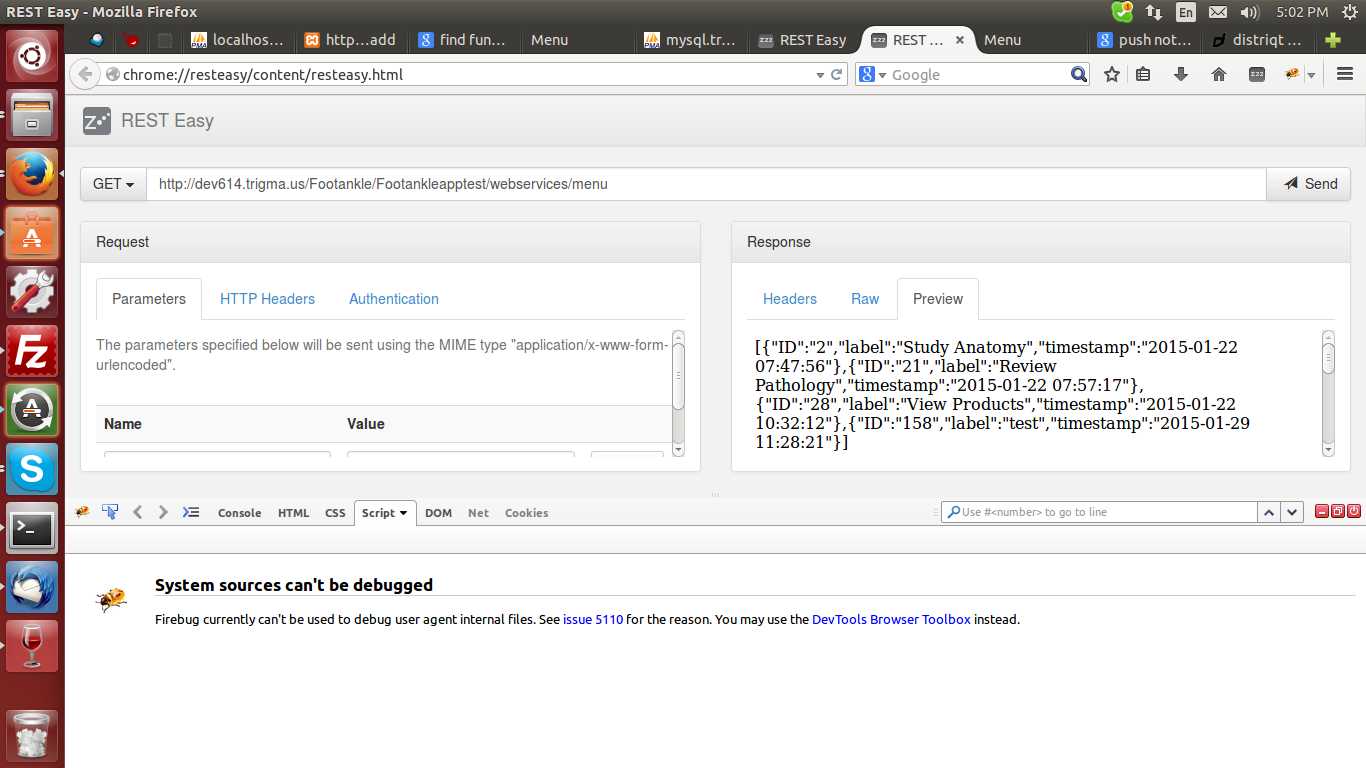 REST Easy - Mozilla Firefox
En
5:02 PM
localhos...
http...add
find fun...
Menu
mysql.tr...
REST Easy
REST ...
Menu
push not...
distriqt ...
chrome://resteasy/content/resteasy.html
Google
REST Easy
GET
http://dev614.trigma.us/Footankle/Footankleapptest/webservices/menu
Send
Request
Parameters
HTTP Headers
Authentication
The parameters specified below will be sent using the MIME type "application/x-www-form-
urlencoded".
Name
Value
Response
Headers
Raw
Preview
[{"ID":"2","label":"Study Anatomy","timestamp":"2015-01-22
07:47:56"},{"ID":"21","label":"Review
Pathology","timestamp":"2015-01-22 07:57:17"},
{"ID":"28","label":"View Products","timestamp":"2015-01-22
10:32:12"},{"ID":"158","label":"test","timestamp":"2015-01-29
11:28:21"}]
Console
HTML
CSS
Script
DOM
Net
Cookies
Use #<number> to go to line
System sources can't be debugged
Firebug currently can't be used to debug user agent internal files. See issue 5110 for the reason. You may use the DevTools Browser Toolbox instead.